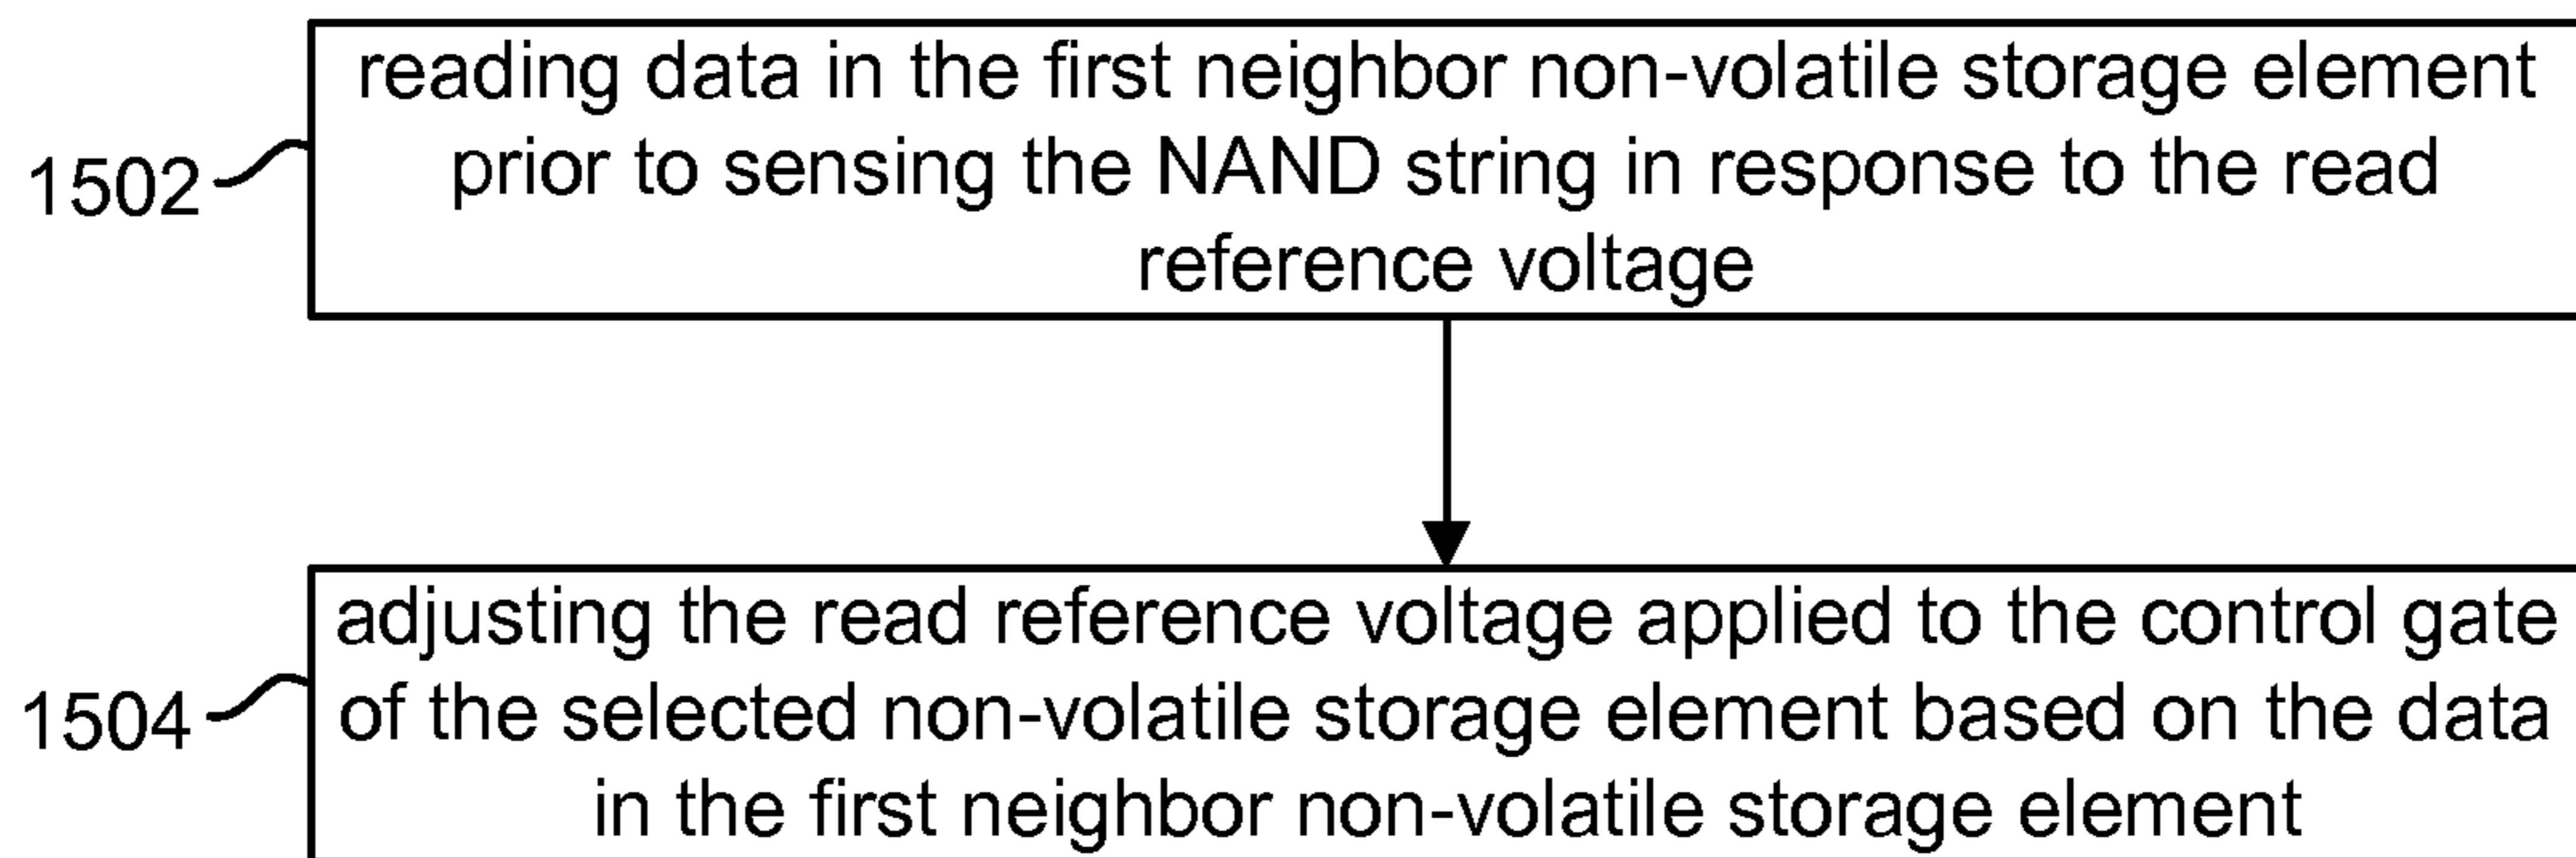 reading data in the first neighbor non-volatile storage element
prior to sensing the NAND string in response to the read
reference voltage
1502
adjusting the read reference voltage applied to the control gate
of the selected non-volatile storage element based on the data
in the first neighbor non-volatile storage element
1504